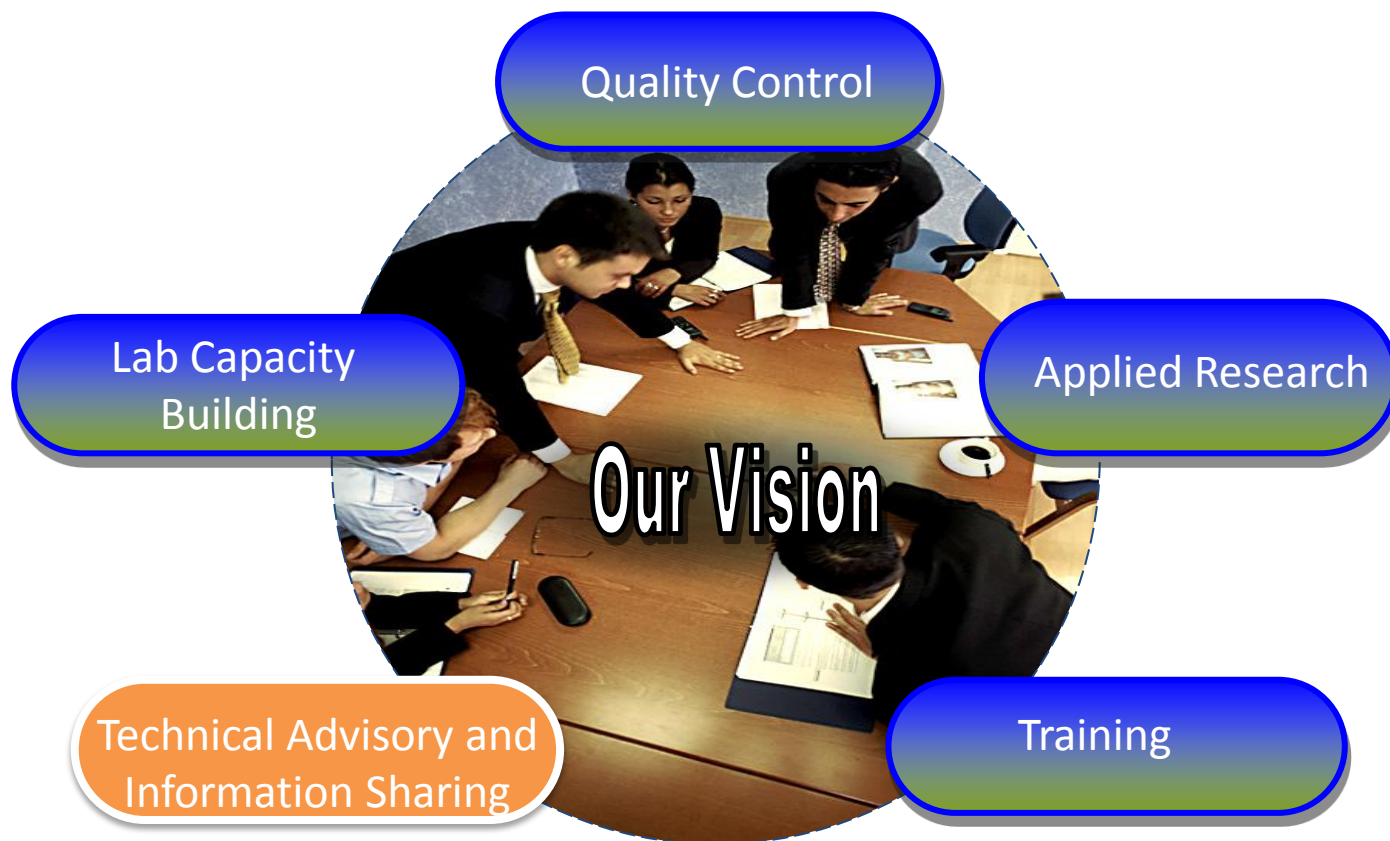 Quality Control
Lab Capacity
Building
Applied Research
Our Vision
Technical Advisory and
Information Sharing
Training